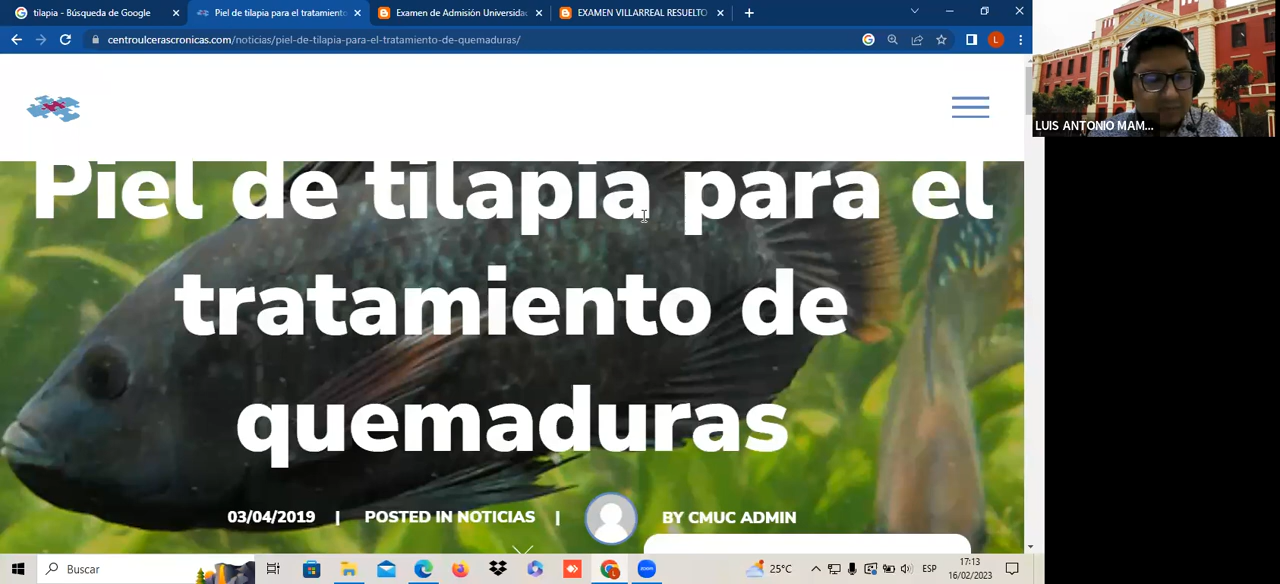 tilapia - Búsqueda de Google
Piel de tilapia para el tratamiento
Examen de Admisión Universidad
EXAMEN VILLARREAL RESUELTO
centroulcerascronicas.com/noticias/piel-de-tilapia-para-el-tratamiento-de-quemaduras/
L
LUIS ANTONIO MAM...
Piel de tilapia para el
tratamiento de
quemaduras
03/04/2019 | POSTED IN NOTICIAS | BY CMUC ADMIN
Buscar
zoom
25°C
ESP
17:13
16/02/2023